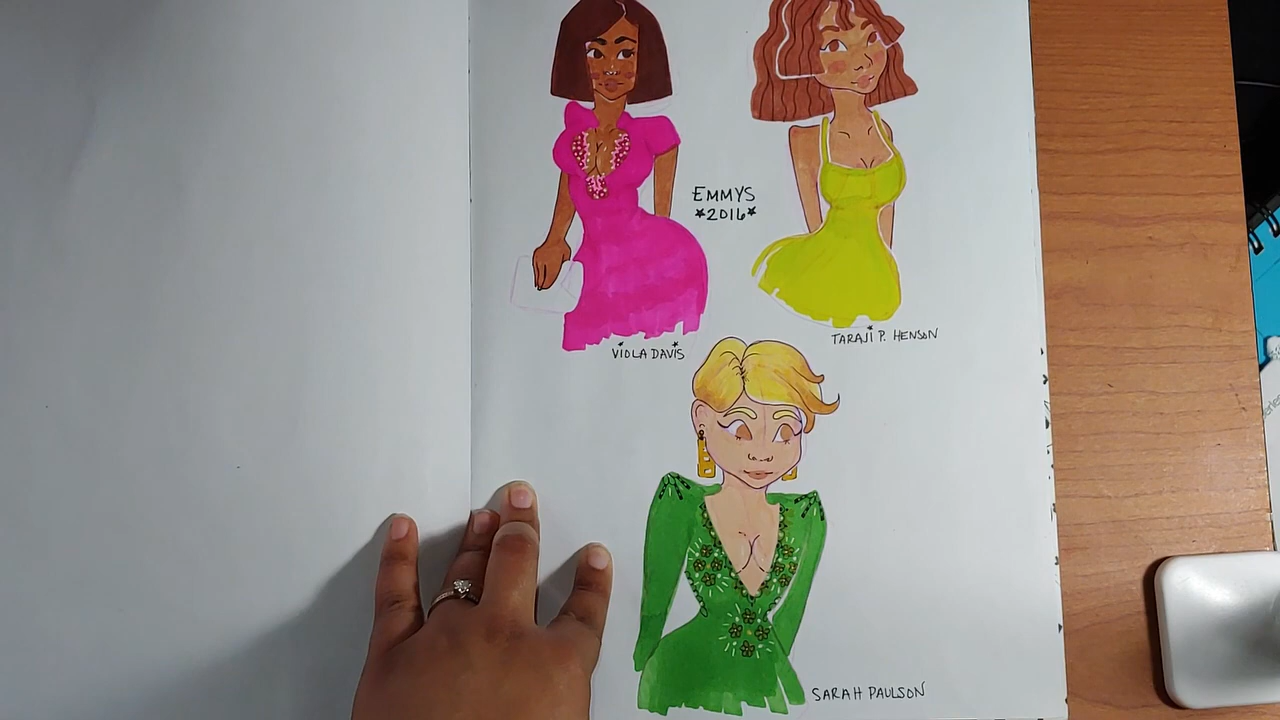 EMMYS
★2016★
VIOLA DAVIS
TARAJI P. HENSON
SARAH PAULSON